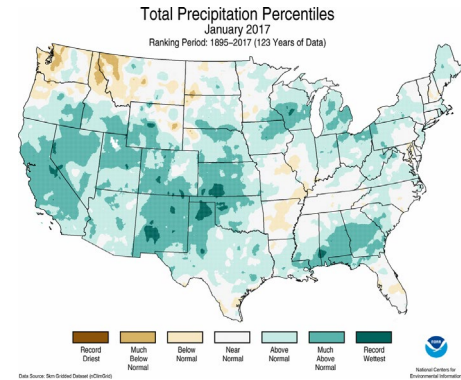 Total Precipitation Percentiles
January 2017
Ranking Period: 1895–2017 (123 Years of Data)
Record
Driest
Much
Below
Normal
Below
Normal
Near
Normal
Above
Normal
Much
Above
Normal
Record
Wettest
Data Source: 5km Gridded Dataset (nClimGrid)
National Centers for
Environmental Information